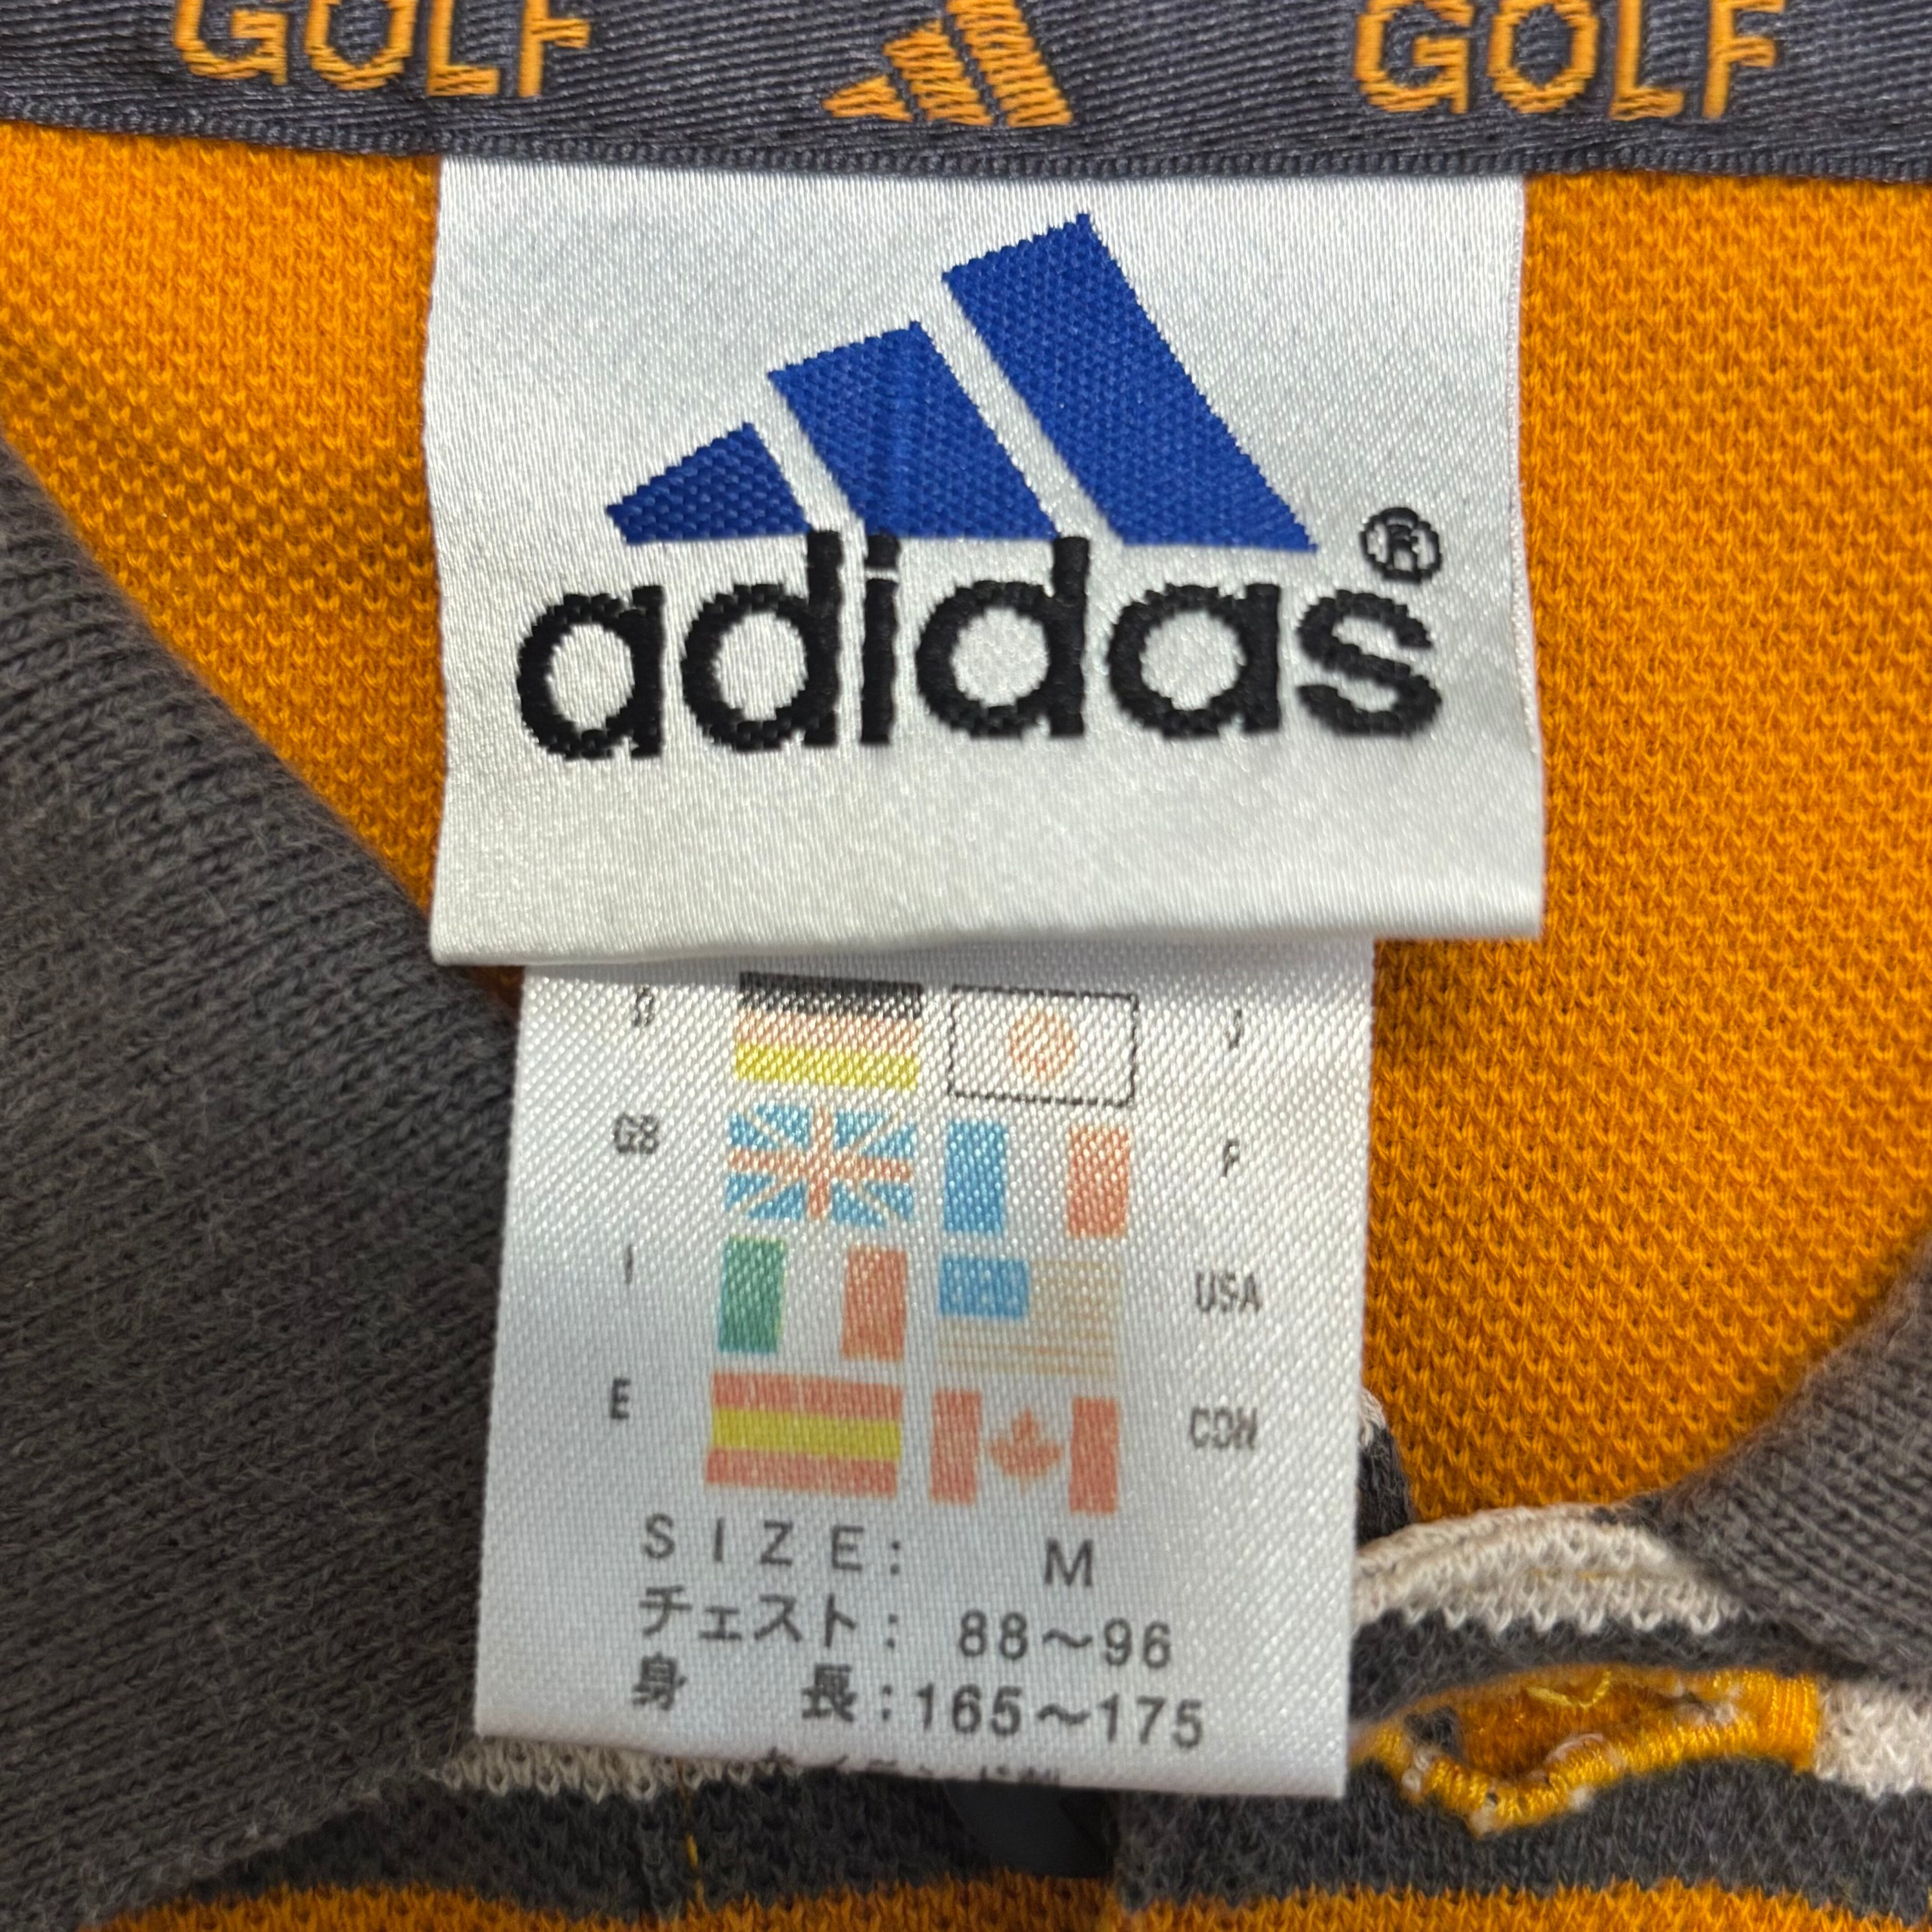 GOLF GOLF
adidas®
D J
GB F
I USA
E CDN
SIZE: M
チェスト: 88～96
身 長:165～175